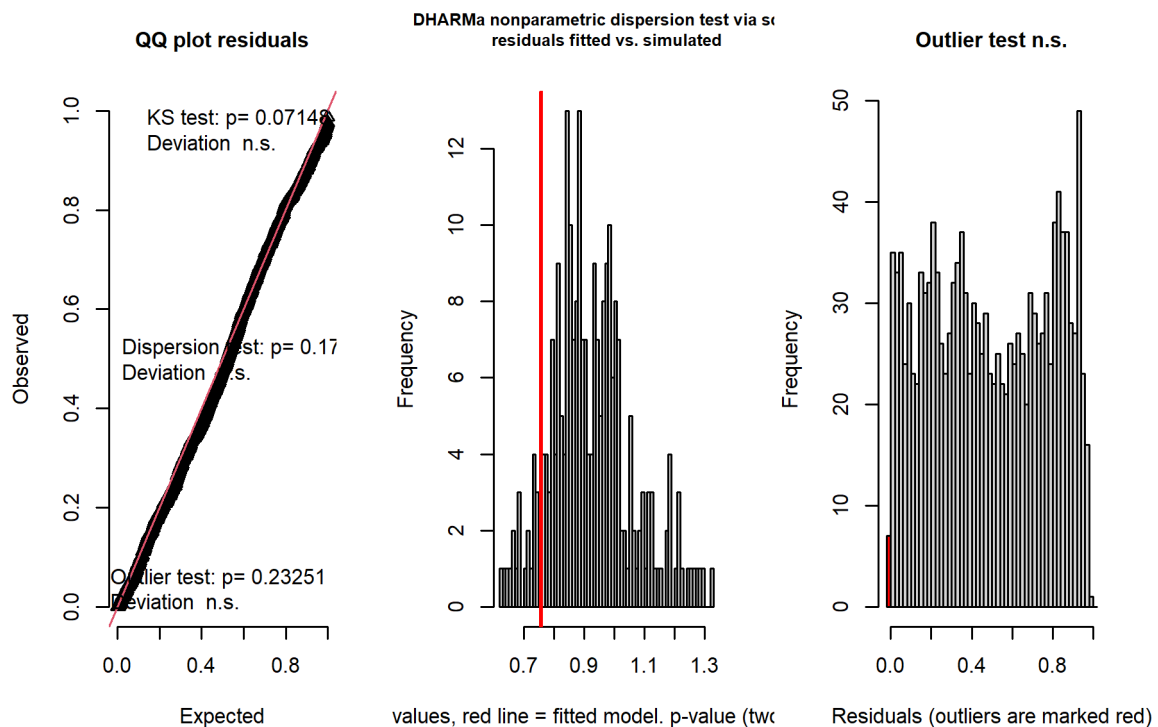 QQ plot residuals
KS test: p= 0.07148
Deviation n.s.
Dispersion test: p= 0.17
Deviation n.s.
Outlier test: p= 0.23251
Deviation n.s.
Observed
0.0 0.2 0.4 0.6 0.8 1.0
0.0 0.4 0.8
Expected
DHARMa nonparametric dispersion test via
residuals fitted vs. simulated
Frequency
0 2 4 6 8 10 12
0.7 0.9 1.1 1.3
values, red line = fitted model. p-value
Outlier test n.s.
Frequency
0 10 20 30 40 50
0.0 0.4 0.8
Residuals (outliers are marked red)